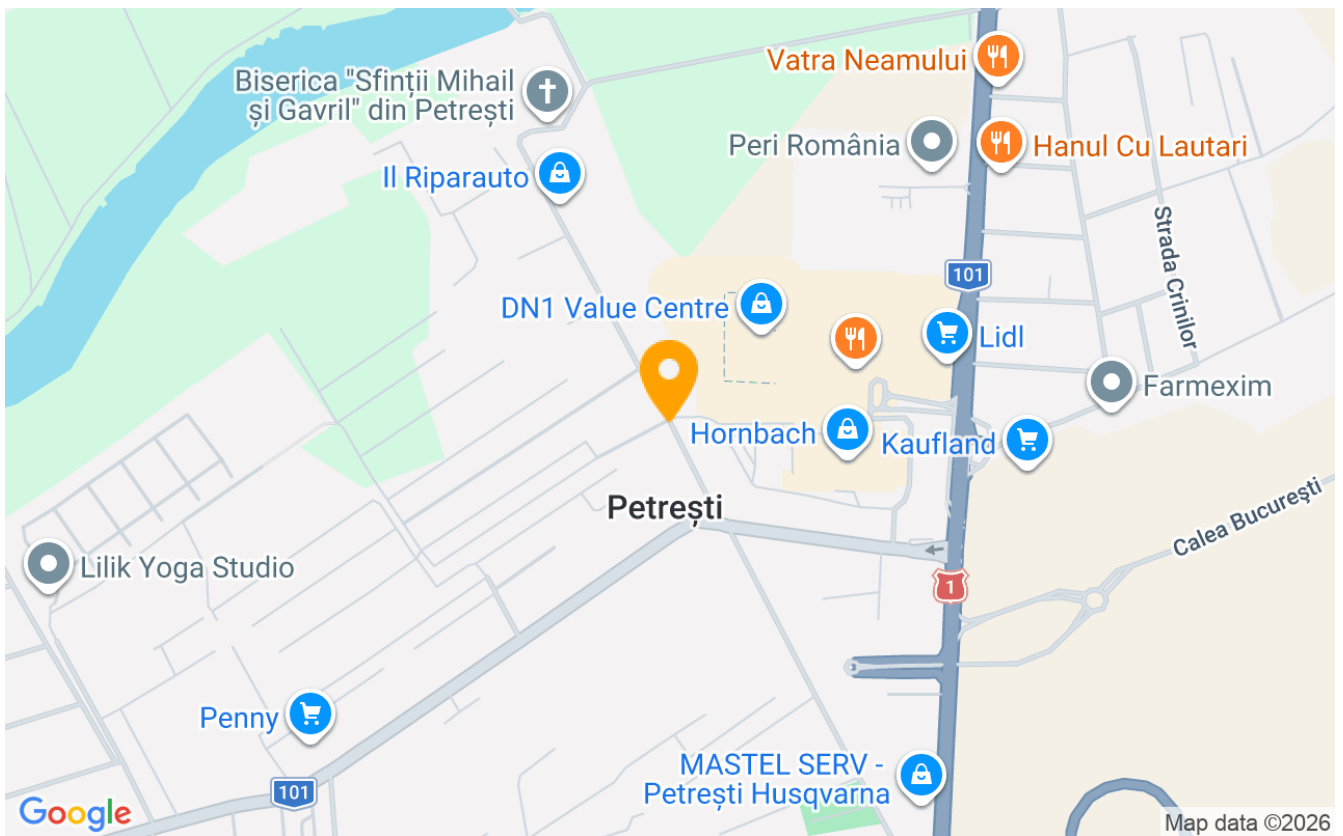 Vatra Neamului
Biserica "Sfinții Mihail
și Gavril" din Petrești
Peri România
Hanul Cu Lautari
Il Riparauto
Strada Crinilor
101
DN1 Value Centre
Lidl
Farmexim
Hornbach
Kaufland
Petrești
Calea București
Lilik Yoga Studio
1
Penny
MASTEL SERV -
Petrești Husqvarna
101
Google
Map data ©2026